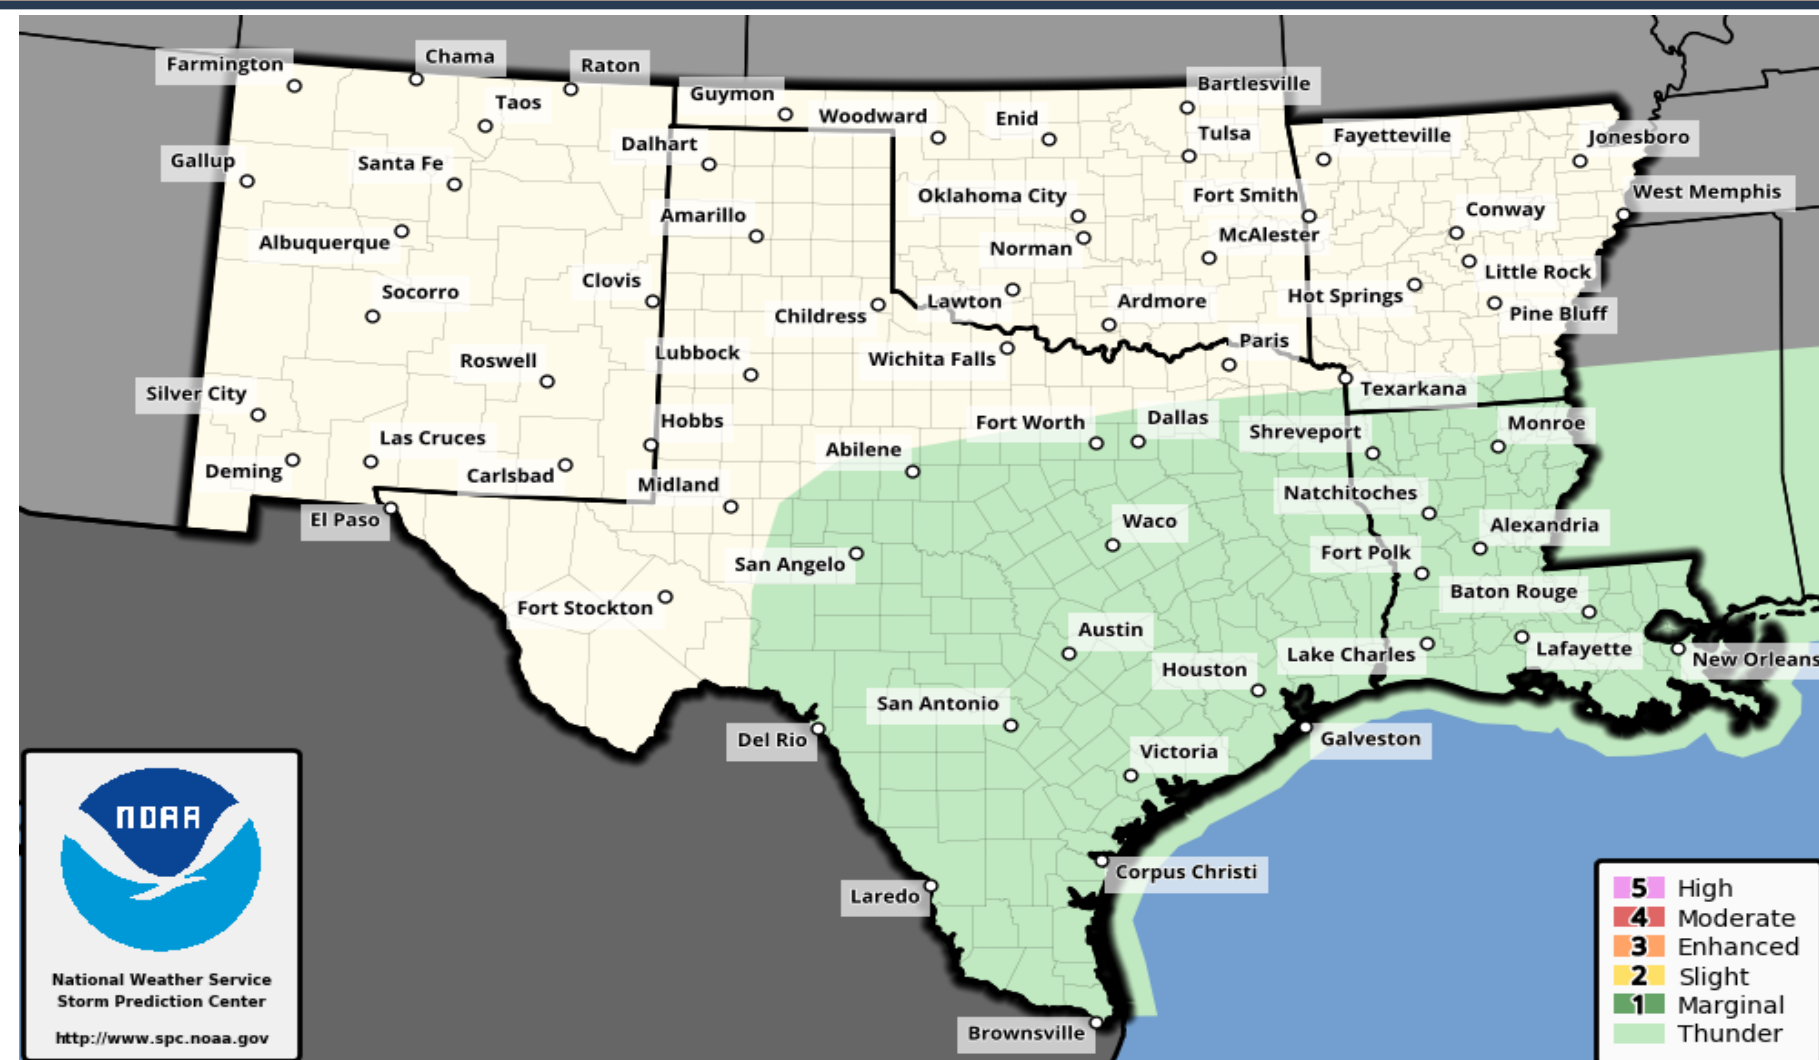 Farmington
Chama
Raton
Taos
Guymon
Woodward
Enid
Bartlesville
Tulsa
Fayetteville
Jonesboro
Gallup
Santa Fe
Dalhart
Oklahoma City
Fort Smith
West Memphis
Conway
Albuquerque
Amarillo
Norman
McAlester
Socorro
Clovis
Childress
Lawton
Ardmore
Hot Springs
Little Rock
Pine Bluff
Roswell
Lubbock
Wichita Falls
Paris
Silver City
Texarkana
Las Cruces
Hobbs
Fort Worth
Dallas
Shreveport
Monroe
Deming
Carlsbad
Midland
Abilene
Natchitoches
El Paso
Waco
Alexandria
San Angelo
Fort Polk
Fort Stockton
Baton Rouge
Austin
Houston
Lake Charles
Lafayette
New Orleans
San Antonio
Del Rio
Victoria
Galveston
Corpus Christi
Laredo
Brownsville
NOAA
National Weather Service
Storm Prediction Center
http://www.spc.noaa.gov
5 High
4 Moderate
3 Enhanced
2 Slight
1 Marginal
Thunder